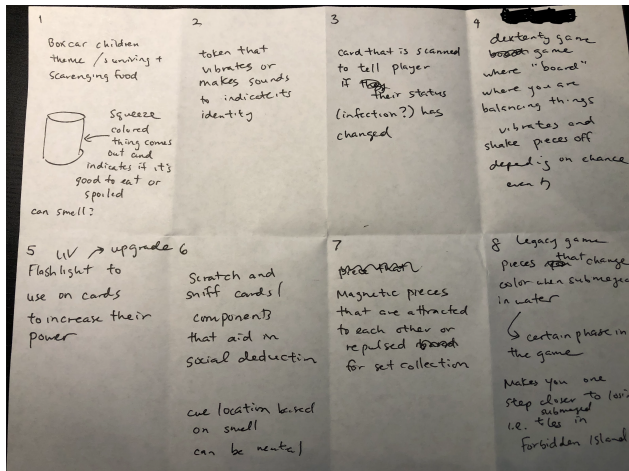 1
Boxcar children
theme / surviving +
Scavenging food
Squeeze
colored
thing comes
out and
indicates if it's
good to eat or
spoiled
can smell?
2
token that
vibrates or
makes sounds
to indicate its
identity
3
card that is scanned
to tell player
if their status
(infection?) has
changed
4
dexterity game
game
where "board"
where you are
balancing things
vibrates and
shake pieces off
depending on chance
5
UV → upgrade
Flashlight to
use on cards
to increase their
power
6
Scratch and
sniff cards /
components
that aid in
social deduction
cue location based
on smell
can be neutral
7
Magnetic pieces
that are attracted
to each other or
repulsed
for set collection
8 legacy game
pieces that change
color when submerged
in water
↳ certain phase in
the game
Makes you one
step closer to
submerged
i.e. tiles in
Forbidden Island